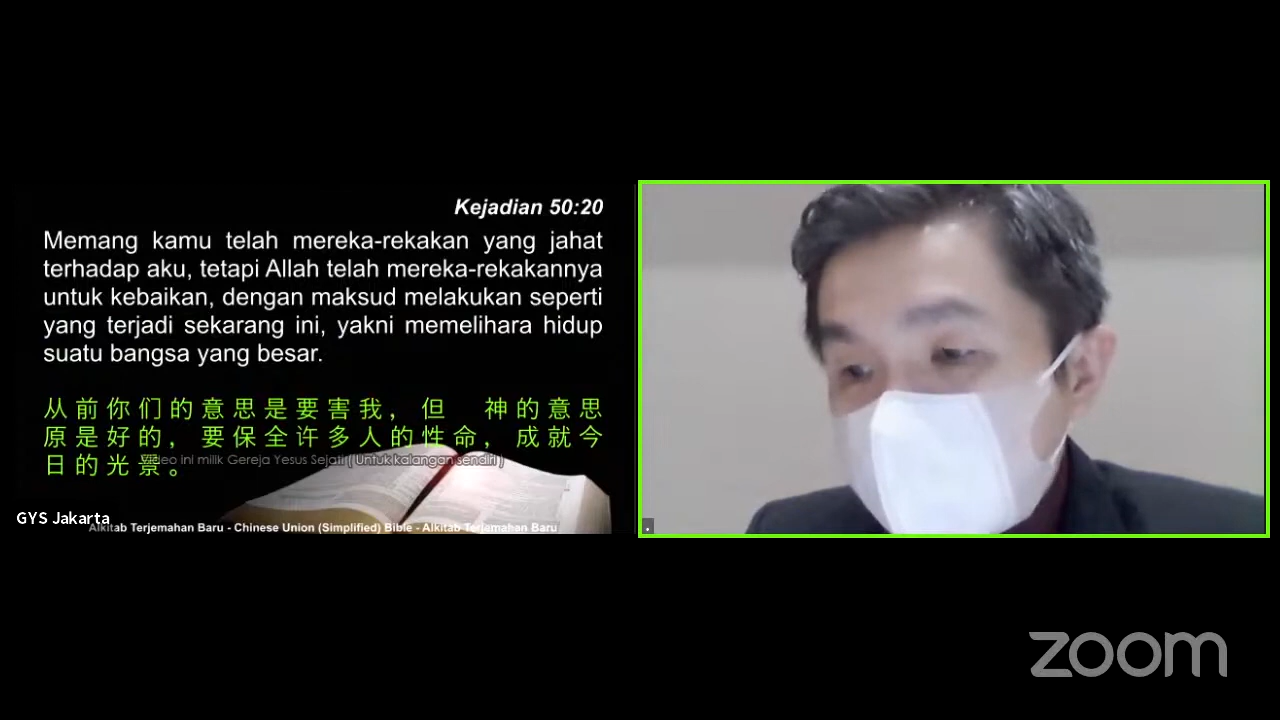 Kejadian 50:20
Memang kamu telah mereka-rekakan yang jahat
terhadap aku, tetapi Allah telah mereka-rekakannya
untuk kebaikan, dengan maksud melakukan seperti
yang terjadi sekarang ini, yakni memelihara hidup
suatu bangsa yang besar.
从前你们的意思是要害我，但　神的意思
原是好的，要保全许多人的性命，成就今
日的光景。
Video ini milik Gereja Yesus Sejati ( Untuk kalangan sendiri )
GYS Jakarta
Alkitab Terjemahan Baru - Chinese Union (Simplified) Bible - Alkitab Terjemahan Baru
zoom